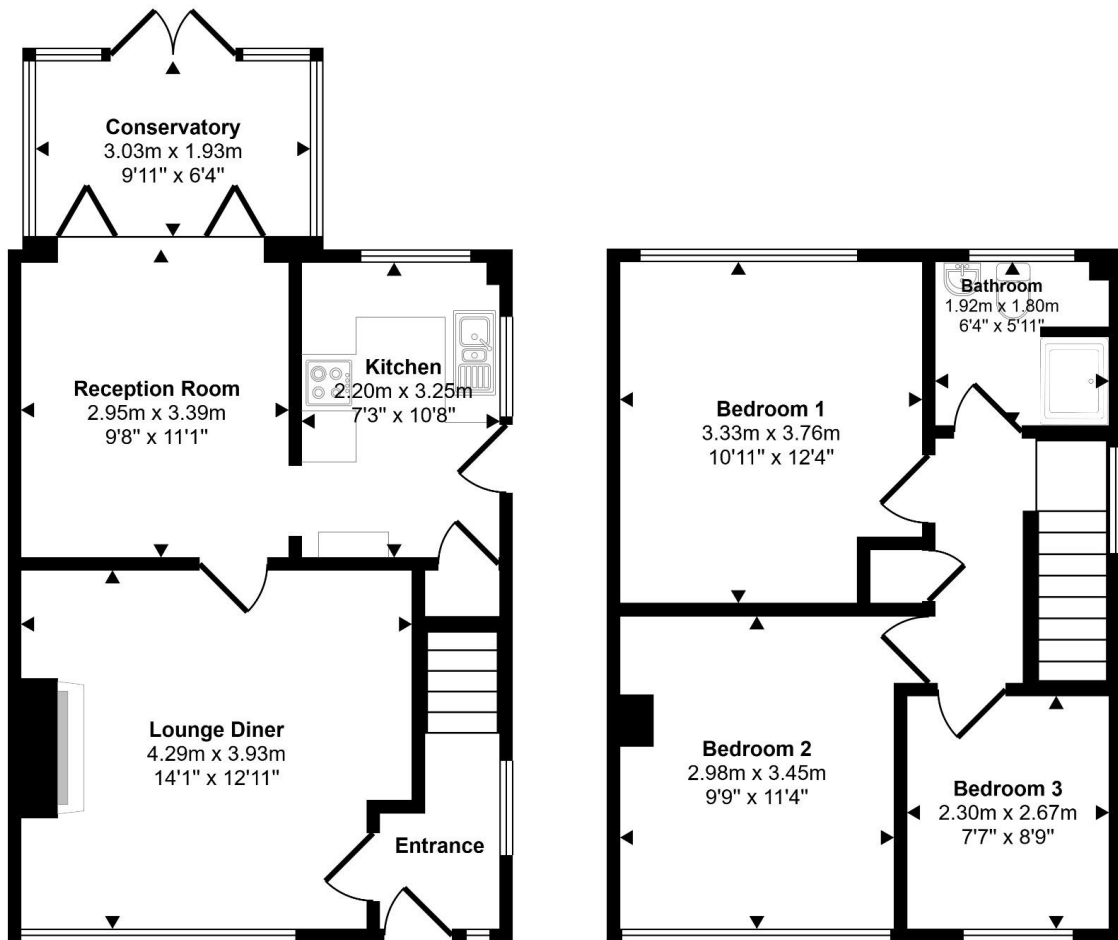 Conservatory
3.03m x 1.93m
9'11" x 6'4"
Reception Room
2.95m x 3.39m
9'8" x 11'1"
Kitchen
2.20m x 3.25m
7'3" x 10'8"
Lounge Diner
4.29m x 3.93m
14'1" x 12'11"
Entrance
Bathroom
1.92m x 1.80m
6'4" x 5'11"
Bedroom 1
3.33m x 3.76m
10'11" x 12'4"
Bedroom 2
2.98m x 3.45m
9'9" x 11'4"
Bedroom 3
2.30m x 2.67m
7'7" x 8'9"